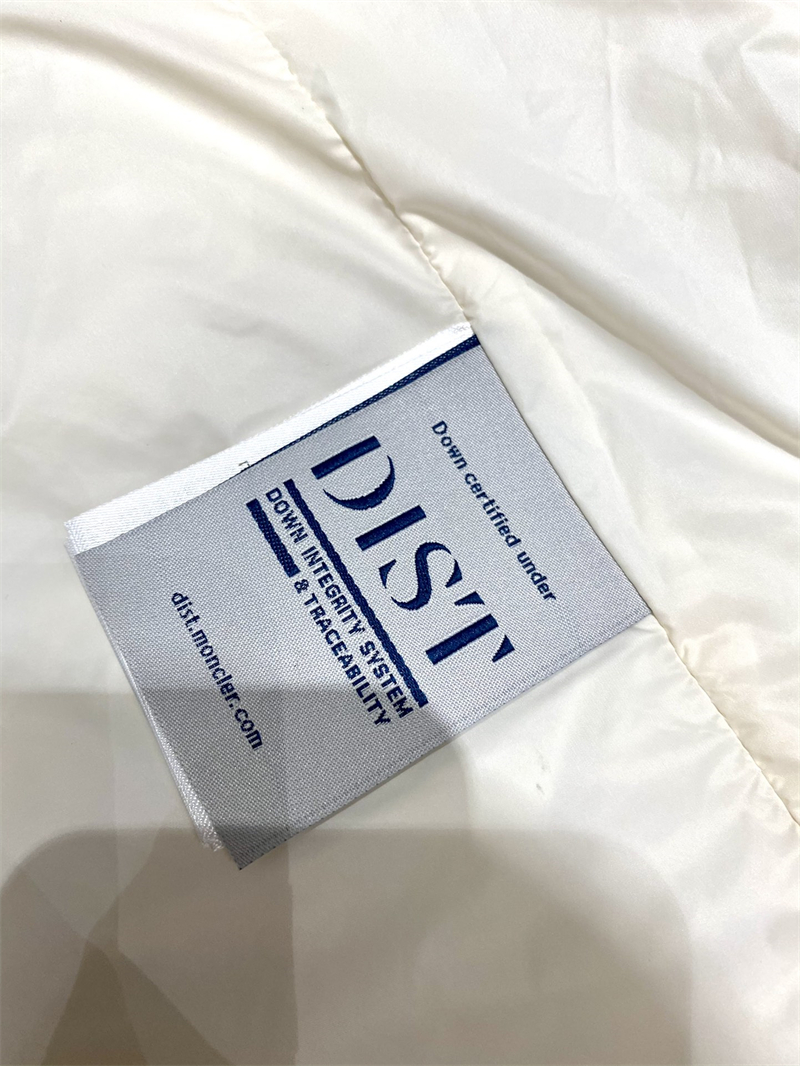 Down certified under
DIST
DOWN INTEGRITY SYSTEM
& TRACEABILITY
dist.moncler.com